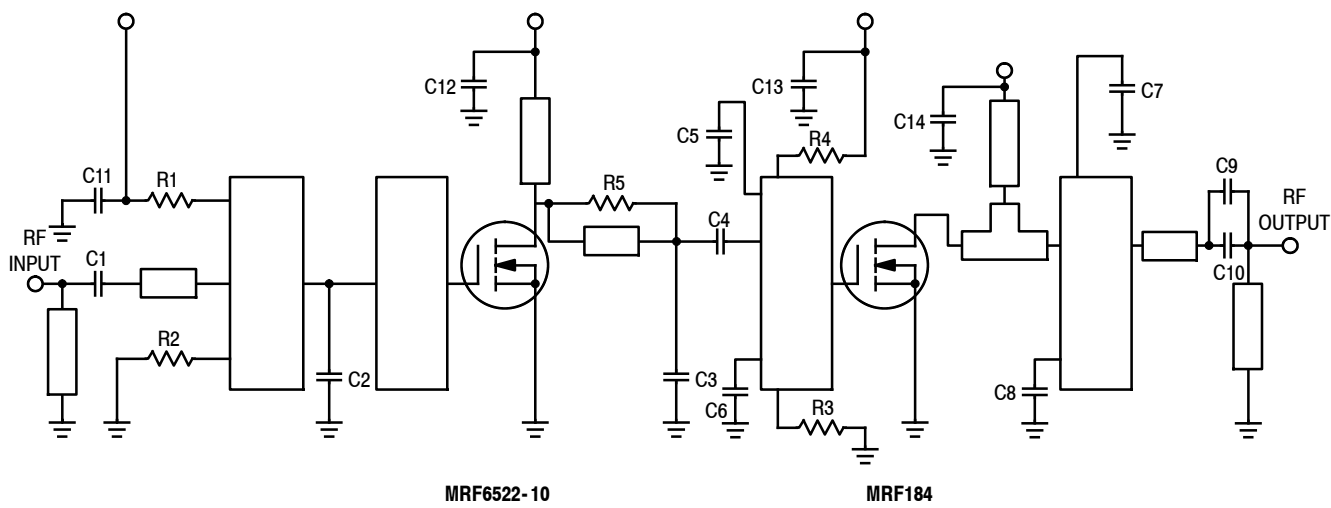 C12
C13
C14
C7
C5
R4
C11
R1
R5
C9
C4
RF
OUTPUT
RF
INPUT
C1
C10
R2
C2
C3
C6
R3
C8
MRF6522-10
MRF184